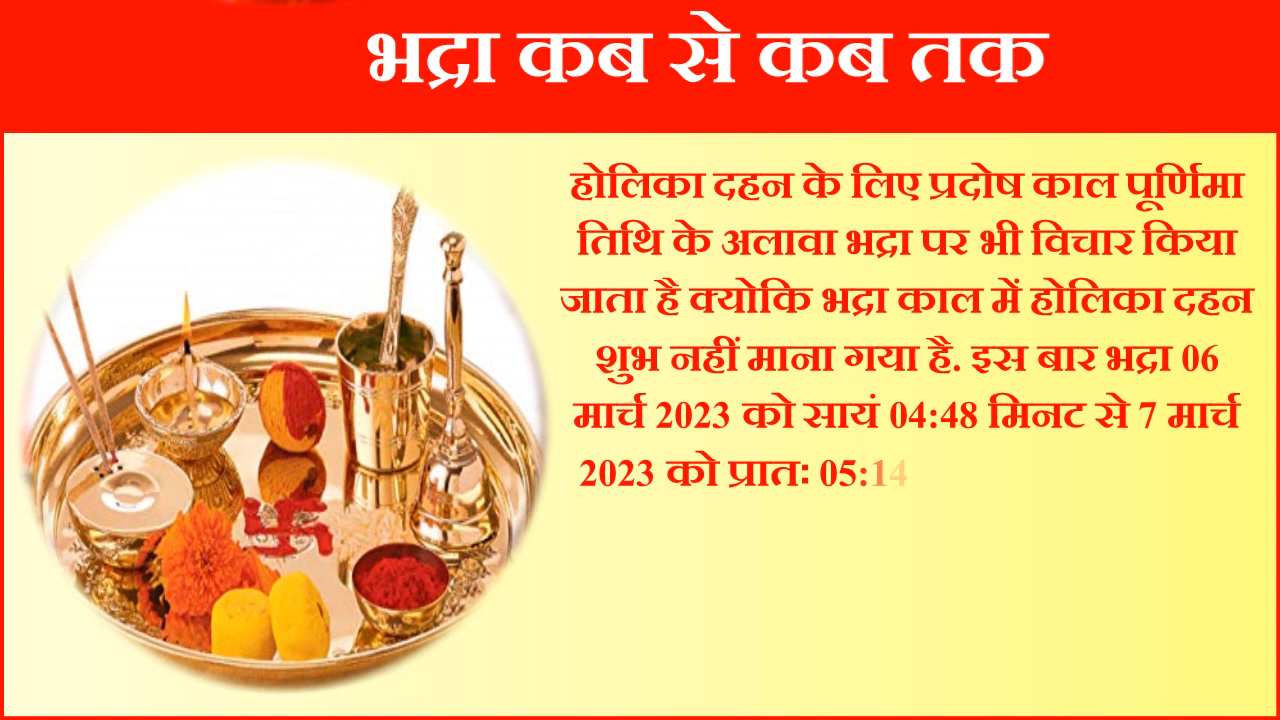 भद्रा कब से कब तक
होलिका दहन के लिए प्रदोष काल पूर्णिमा
तिथि के अलावा भद्रा पर भी विचार किया
जाता है क्योकि भद्रा काल में होलिका दहन
शुभ नहीं माना गया है. इस बार भद्रा 06
मार्च 2023 को सायं 04:48 मिनट से 7 मार्च
2023 को प्रातः 05:14